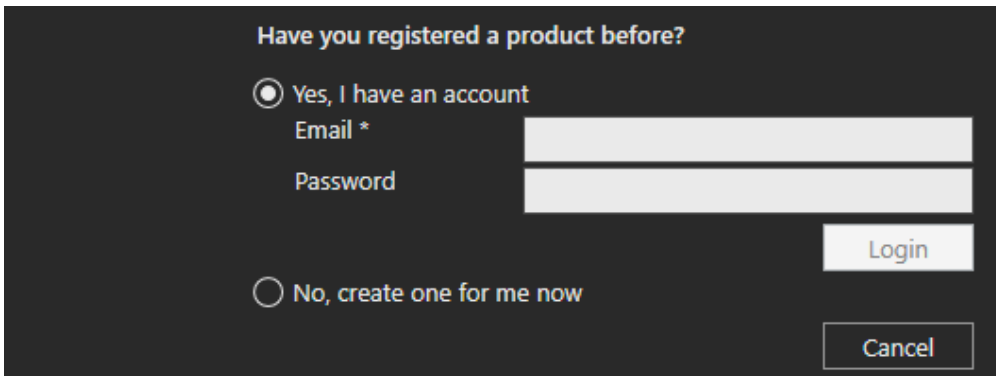 Have you registered a product before?
Yes, I have an account
Email *
Password
Login
No, create one for me now
Cancel